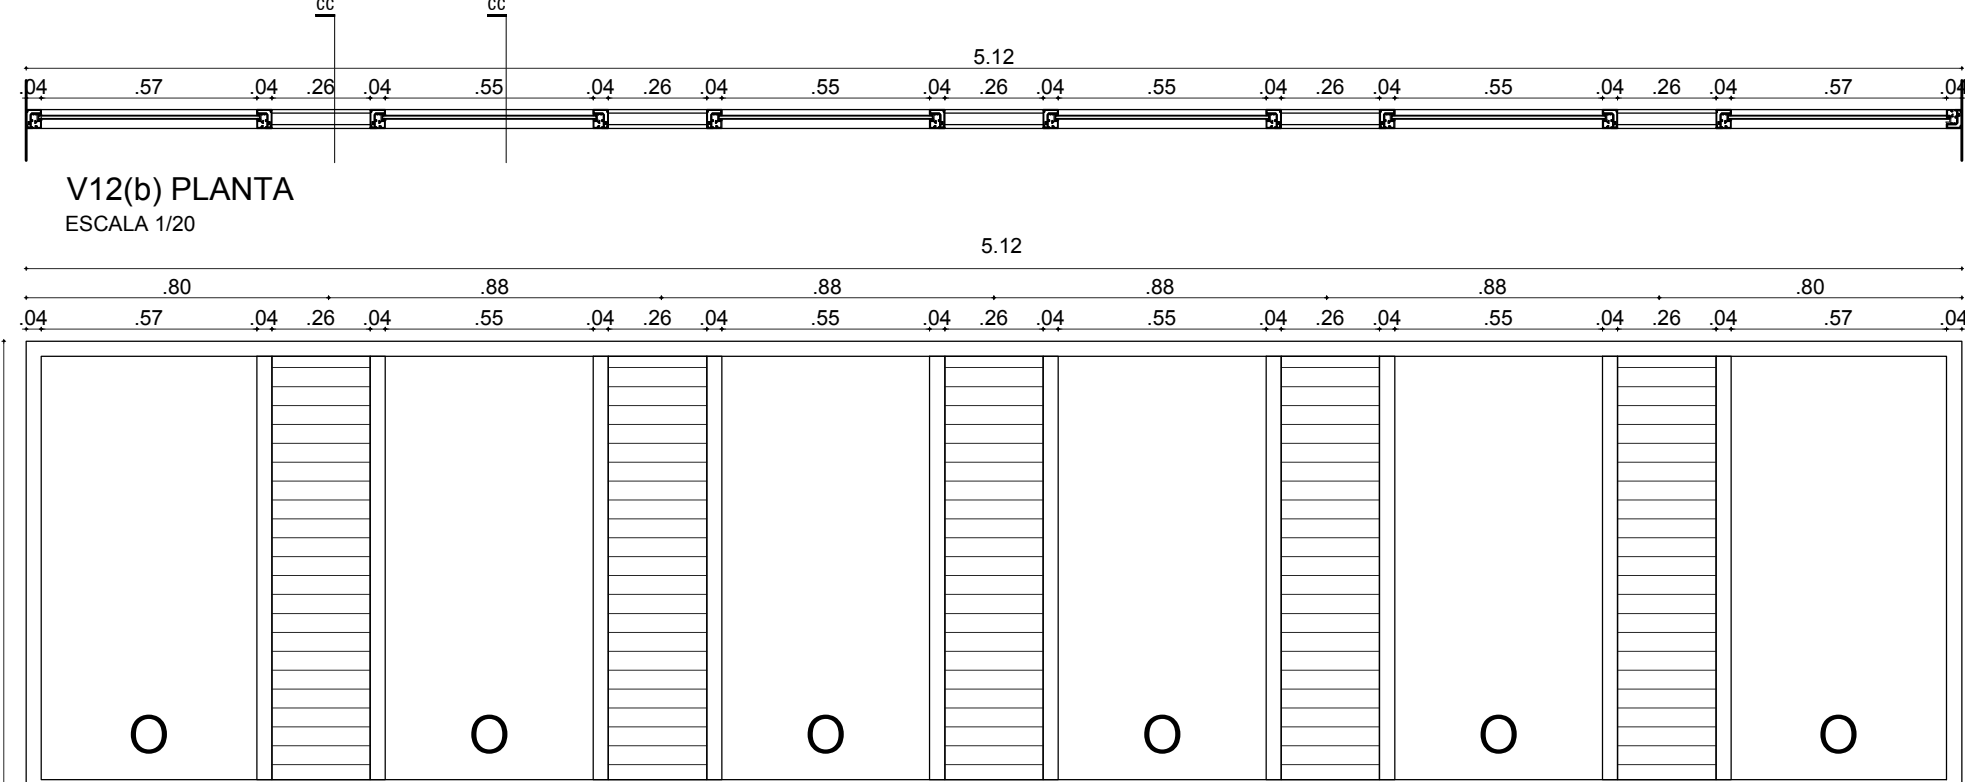 cc cc
5.12
.04 .57 .04 .26 .04 .55 .04 .26 .04 .55 .04 .26 .04 .55 .04 .26 .04 .55 .04 .26 .04 .57 .04
V12(b) PLANTA
ESCALA 1/20
5.12
.80 .88 .88 .88 .88 .80
.04 .57 .04 .26 .04 .55 .04 .26 .04 .55 .04 .26 .04 .55 .04 .26 .04 .55 .04 .26 .04 .57 .04
O O O O O O